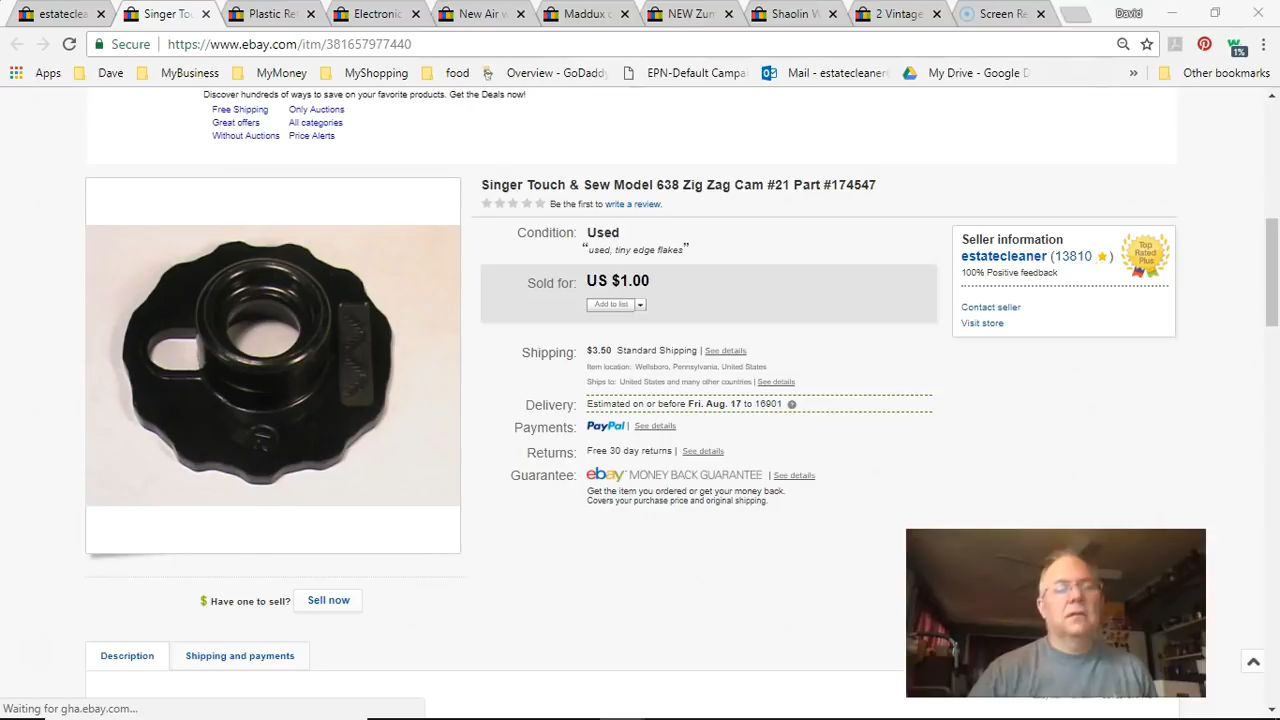 estateclea
Singer Tou
Plastic Re
Electronic
New Air w
Maddux c
NEW Zum
Shaolin W
2 Vintage
Screen Re
David
Secure https://www.ebay.com/itm/381657977440
1%
Apps Dave MyBusiness MyMoney MyShopping food Overview - GoDaddy EPN-Default Campa Mail - estatecleaner My Drive - Google D » Other bookmarks
Discover hundreds of ways to save on your favorite products. Get the Deals now!
Free Shipping Only Auctions
Great offers All categories
Without Auctions Price Alerts
Singer Touch & Sew Model 638 Zig Zag Cam #21 Part #174547
Be the first to write a review.
Condition: Used
“used, tiny edge flakes”
Sold for: US $1.00
Add to list
Seller information
estatecleaner (13810 )
100% Positive feedback
Top Rated Plus
Contact seller
Visit store
Shipping: $3.50 Standard Shipping | See details
Item location: Wellsboro, Pennsylvania, United States
Ships to: United States and many other countries | See details
Delivery: Estimated on or before Fri. Aug. 17 to 16901
Payments: PayPal | See details
Returns: Free 30 day returns | See details
Guarantee: ebay MONEY BACK GUARANTEE | See details
Get the item you ordered or get your money back.
Covers your purchase price and original shipping.
$ Have one to sell? Sell now
Description Shipping and payments
Waiting for gha.ebay.com...